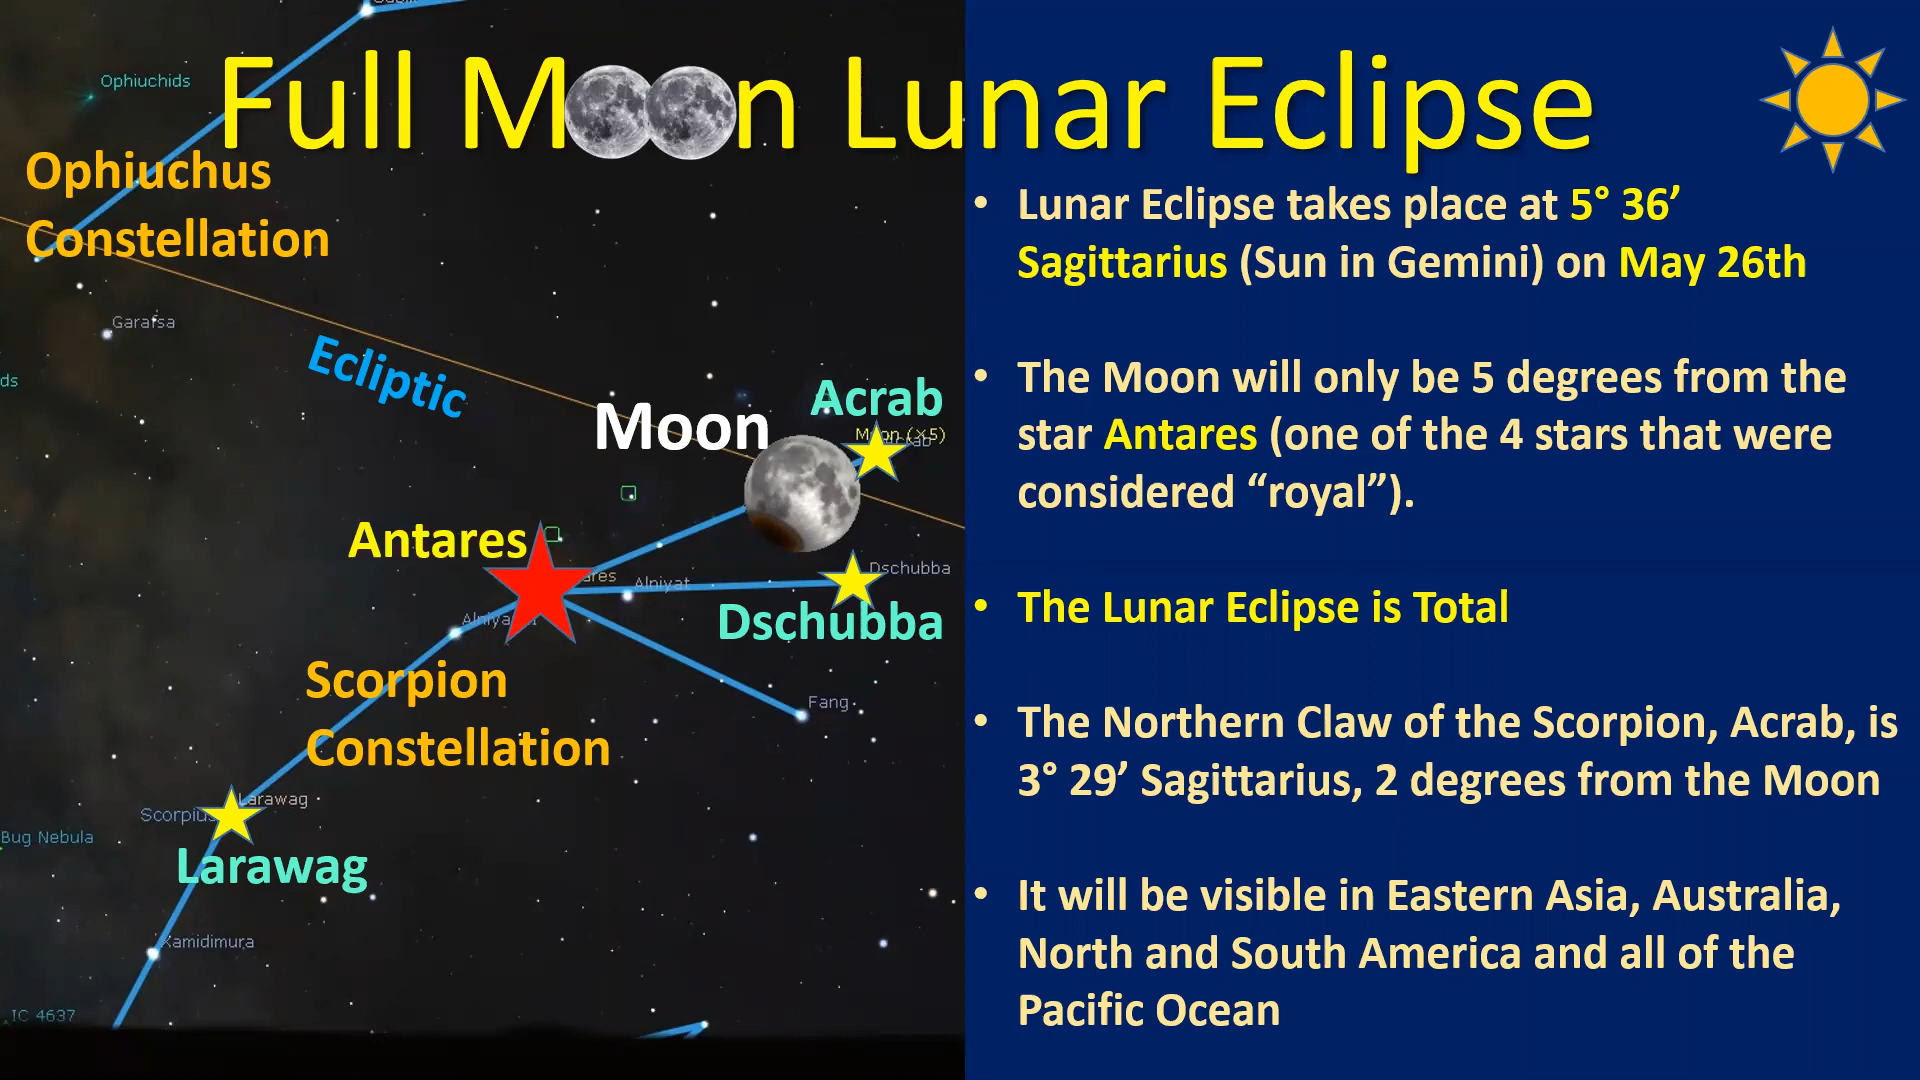 Full Moon Lunar Eclipse
Ophiuchids
Ophiuchus
Constellation
Garafsa
ds
Ecliptic
Moon
Acrab
Moon (×5)
Antares
Alniyat
Dschubba
Dschubba
Scorpion
Constellation
Fang
Larawag
Scorpius
Larawag
Bug Nebula
Xamidimura
IC 4637
• Lunar Eclipse takes place at 5° 36’
Sagittarius (Sun in Gemini) on May 26th
• The Moon will only be 5 degrees from the
star Antares (one of the 4 stars that were
considered “royal”).
• The Lunar Eclipse is Total
• The Northern Claw of the Scorpion, Acrab, is
3° 29’ Sagittarius, 2 degrees from the Moon
• It will be visible in Eastern Asia, Australia,
North and South America and all of the
Pacific Ocean